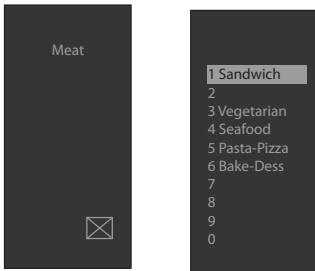 Meat
1 Sandwich
2
3 Vegetarian
4 Seafood
5 Pasta-Pizza
6 Bake-Dess
7
8
9
0